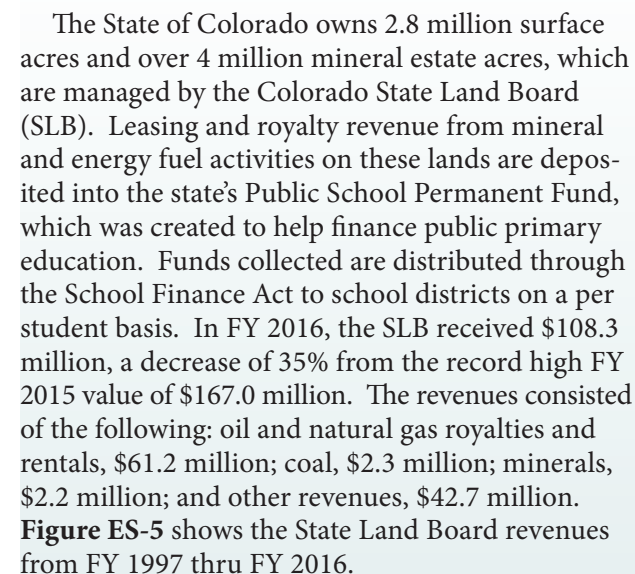 The State of Colorado owns 2.8 million surface
acres and over 4 million mineral estate acres, which
are managed by the Colorado State Land Board
(SLB).  Leasing and royalty revenue from mineral
and energy fuel activities on these lands are depos-
ited into the state’s Public School Permanent Fund,
which was created to help finance public primary
education.  Funds collected are distributed through
the School Finance Act to school districts on a per
student basis.  In FY 2016, the SLB received $108.3
million, a decrease of 35% from the record high FY
2015 value of $167.0 million.  The revenues consisted
of the following: oil and natural gas royalties and
rentals, $61.2 million; coal, $2.3 million; minerals,
$2.2 million; and other revenues, $42.7 million.
Figure ES-5 shows the State Land Board revenues
from FY 1997 thru FY 2016.